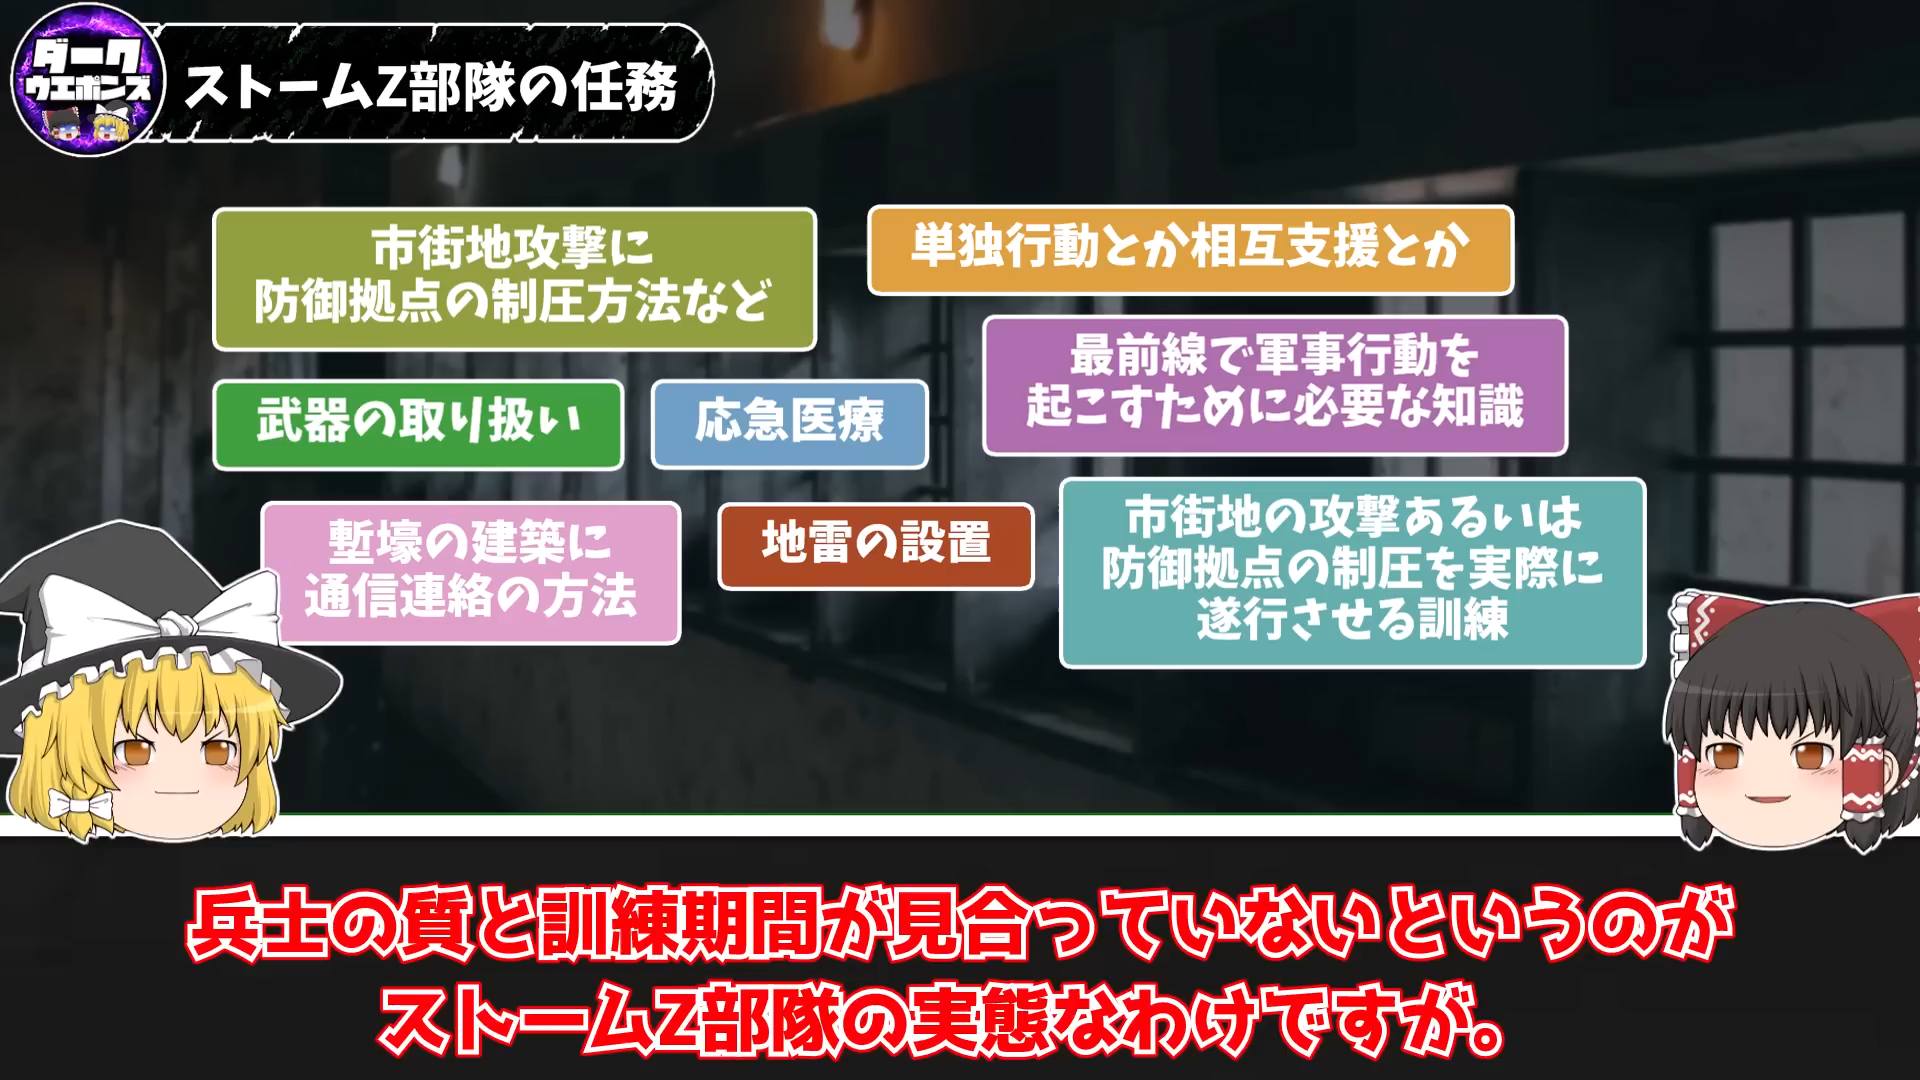 ダーク
ウエポンズ
ストームZ部隊の任務
市街地攻撃に
防御拠点の制圧方法など
単独行動とか相互支援とか
武器の取り扱い
応急医療
最前線で軍事行動を
起こすために必要な知識
塹壕の建築に
通信連絡の方法
地雷の設置
市街地の攻撃あるいは
防御拠点の制圧を実際に
遂行させる訓練
兵士の質と訓練期間が見合っていないというのが
ストームZ部隊の実態なわけですが。